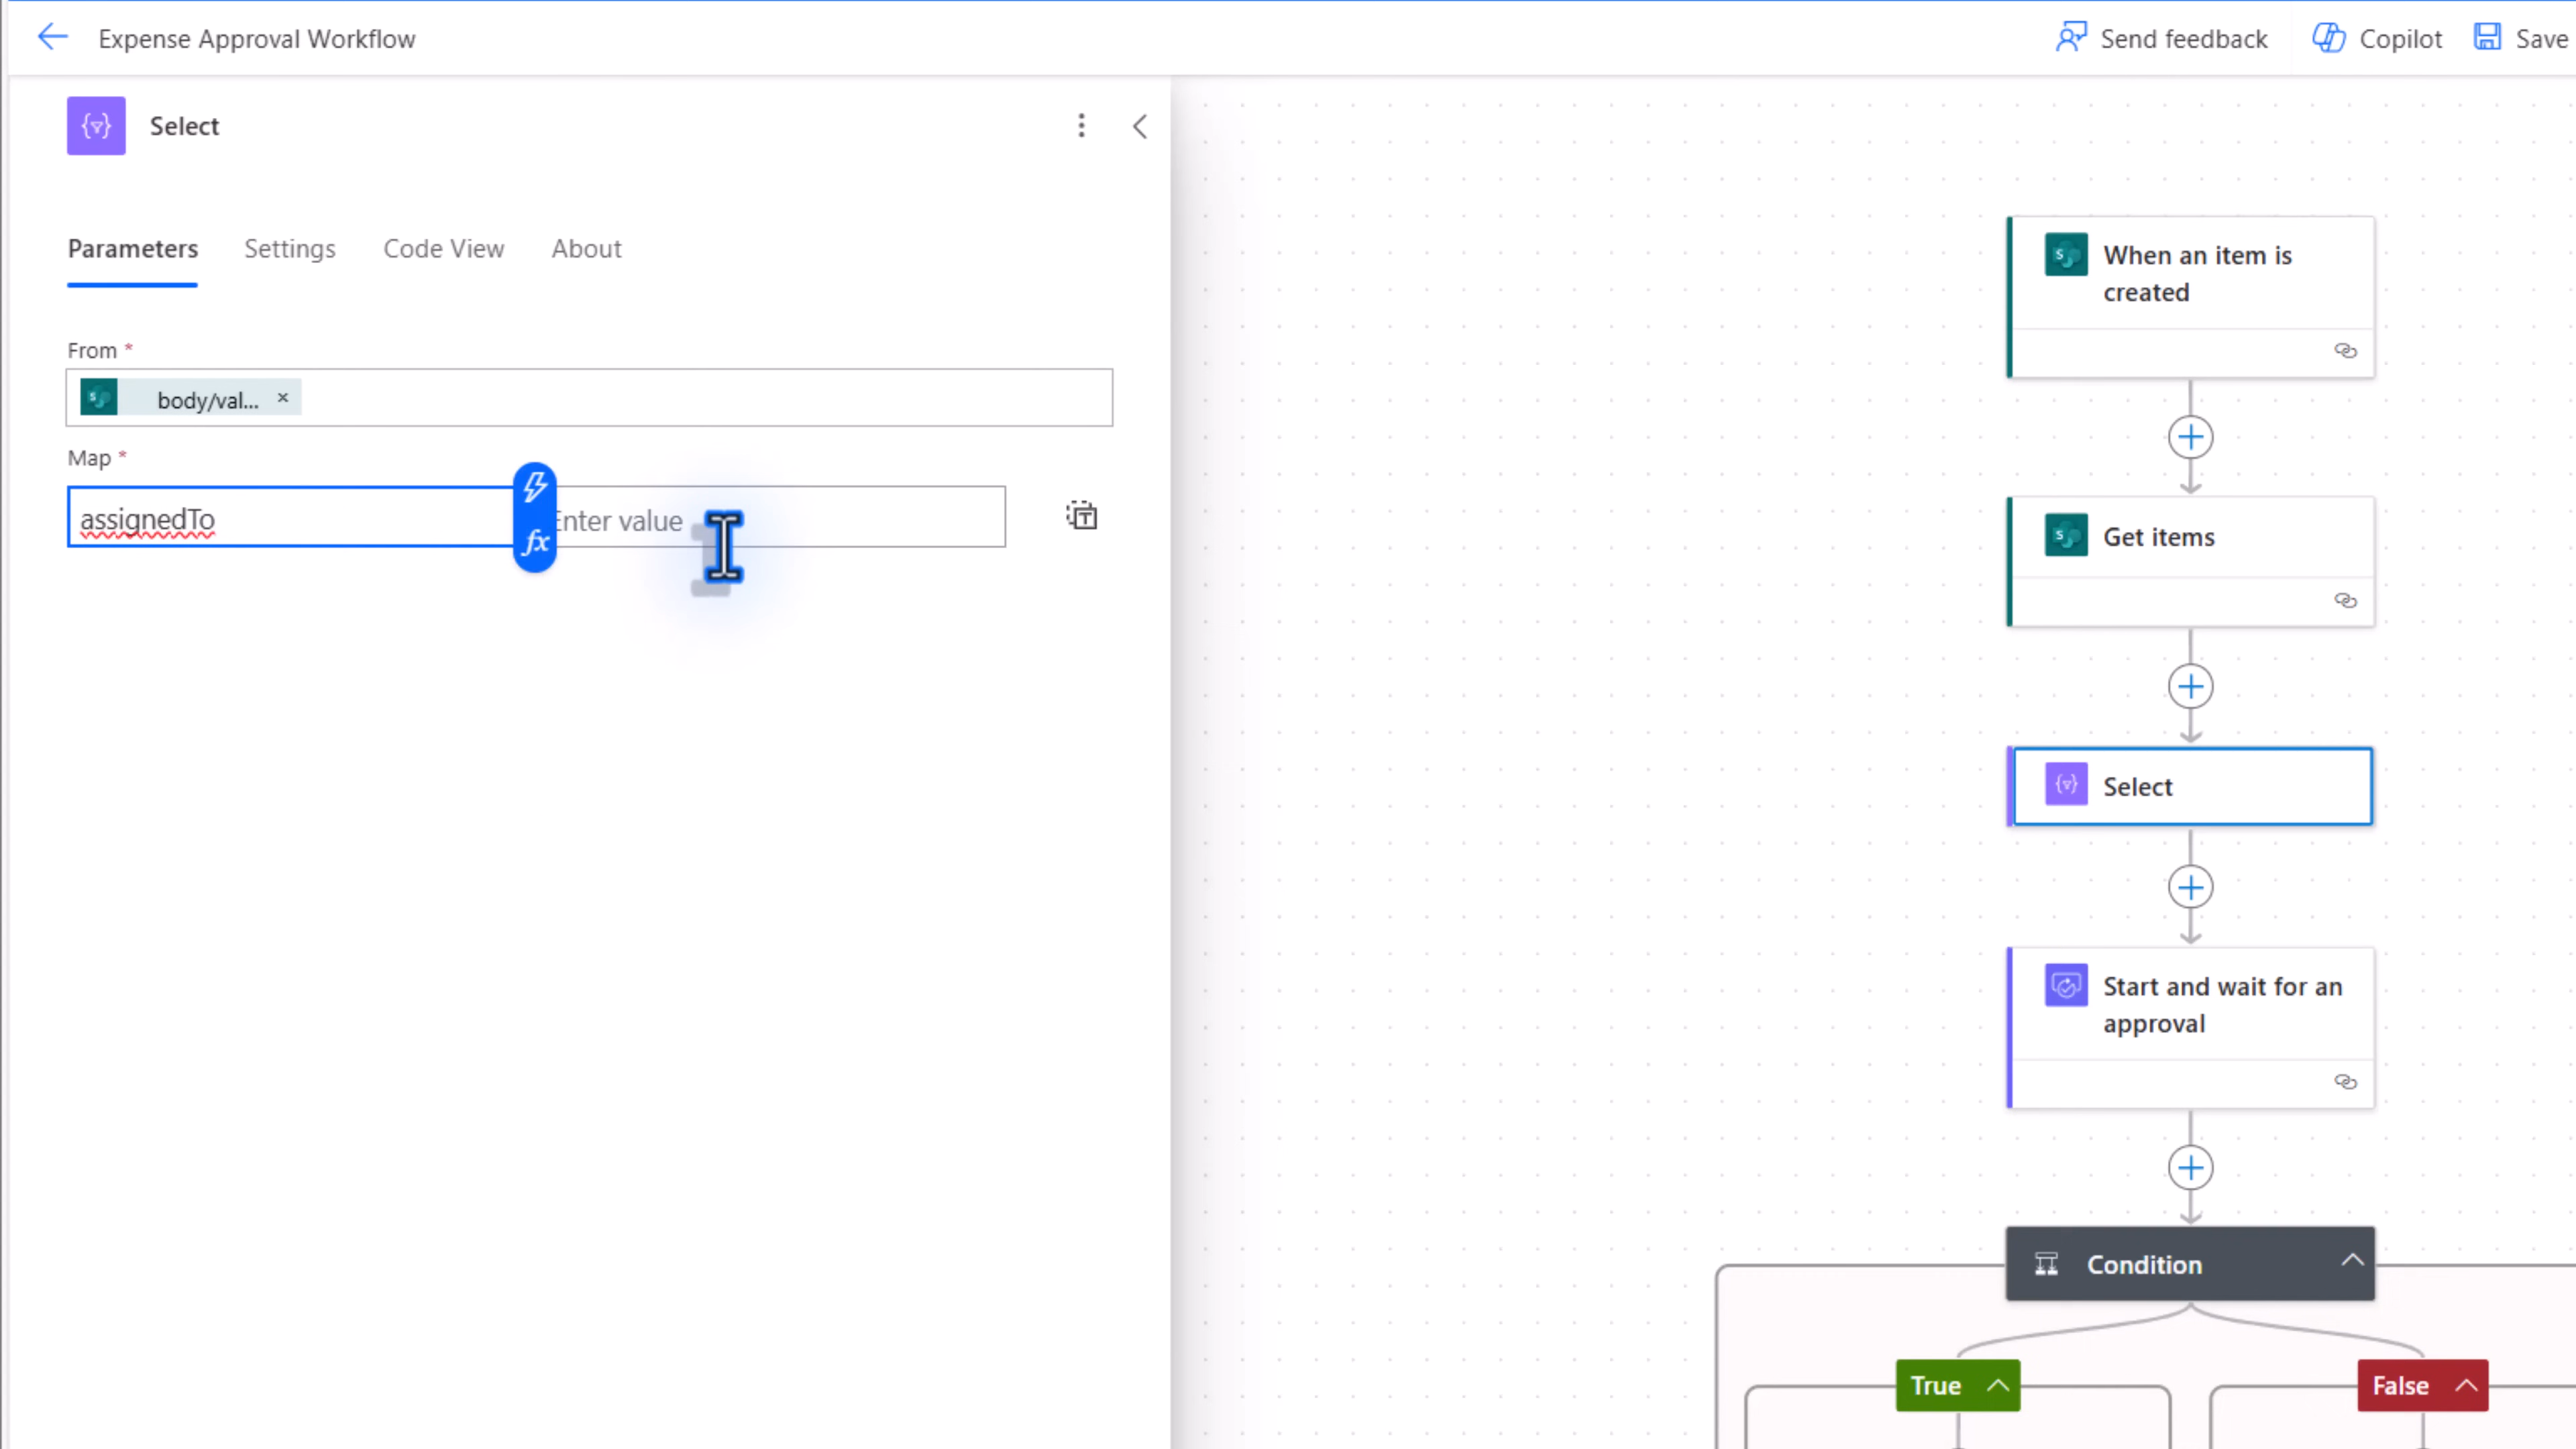 Expense Approval Workflow
Send feedback
Copilot
Save
Select
Parameters
Settings
Code View
About
From *
body/val...
Map *
assignedTo
Enter value
fx
When an item is
created
Get items
Select
Start and wait for an
approval
Condition
True
False